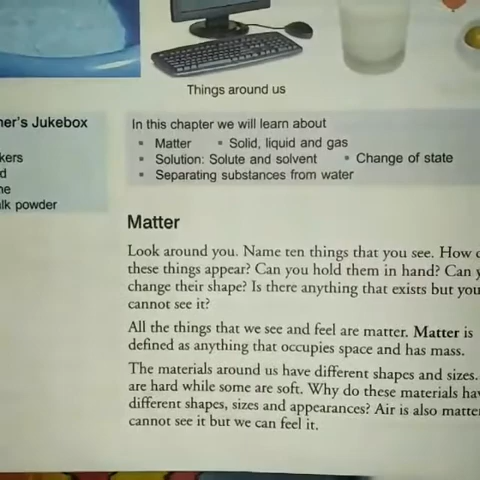 Things around us
ner's Jukebox
kers
d
ne
alk powder
In this chapter we will learn about
▪ Matter ▪ Solid, liquid and gas
▪ Solution: Solute and solvent ▪ Change of state
▪ Separating substances from water
Matter
Look around you. Name ten things that you see. How
these things appear? Can you hold them in hand? Can
change their shape? Is there anything that exists but you
cannot see it?
All the things that we see and feel are matter. Matter is
defined as anything that occupies space and has mass.
The materials around us have different shapes and sizes.
are hard while some are soft. Why do these materials
different shapes, sizes and appearances? Air is also matter
cannot see it but we can feel it.